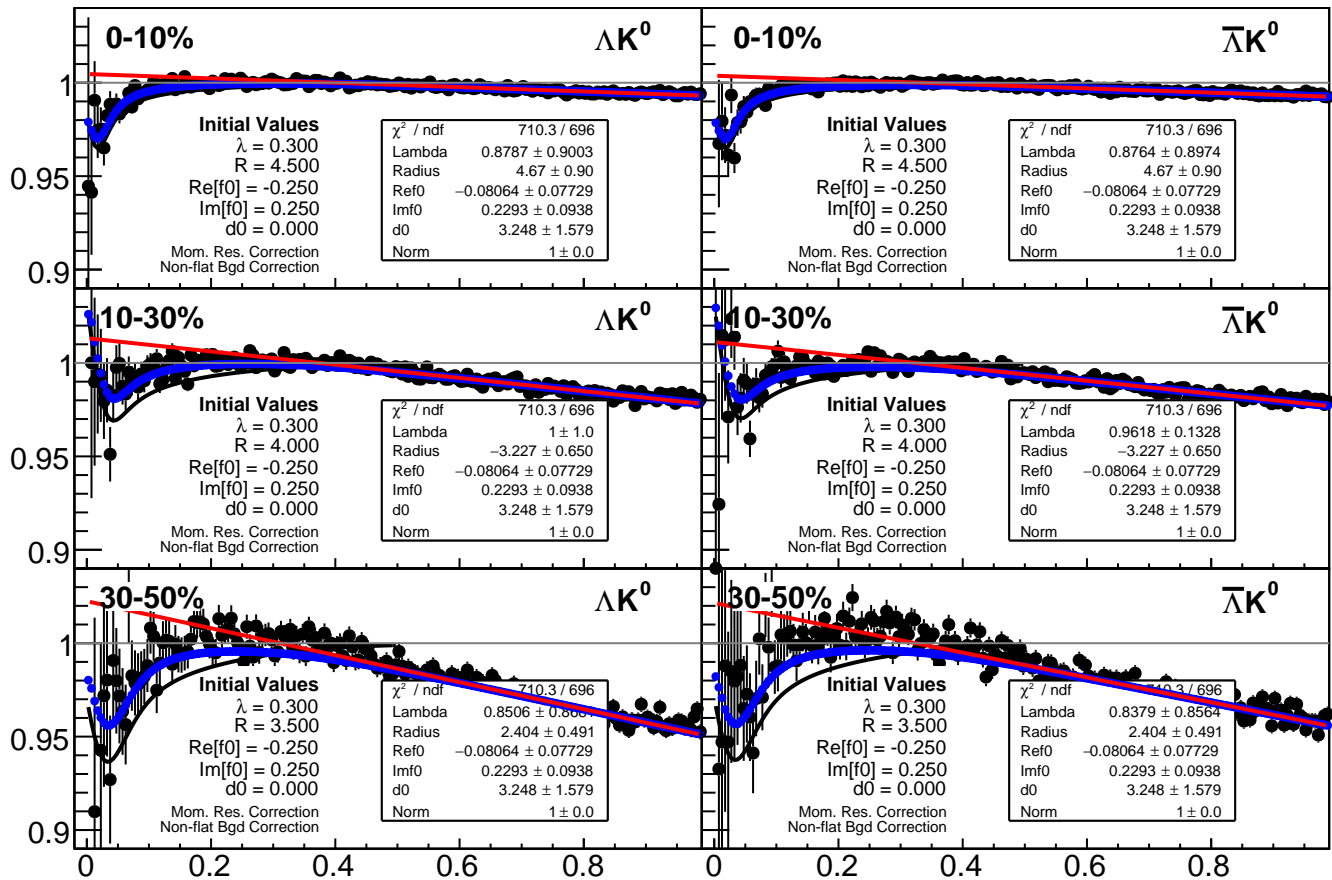 0-10%
ΛK⁰
1
0.95
0.9
Initial Values
λ = 0.300
R = 4.500
Re[f0] = -0.250
Im[f0] = 0.250
d0 = 0.000
Mom. Res. Correction
Non-flat Bgd Correction
χ² / ndf 710.3 / 696
Lambda 0.8787 ± 0.9003
Radius 4.67 ± 0.90
Ref0 −0.08064 ± 0.07729
Imf0 0.2293 ± 0.0938
d0 3.248 ± 1.579
Norm 1 ± 0.0
0-10%
Λ̅K⁰
Initial Values
λ = 0.300
R = 4.500
Re[f0] = -0.250
Im[f0] = 0.250
d0 = 0.000
Mom. Res. Correction
Non-flat Bgd Correction
χ² / ndf 710.3 / 696
Lambda 0.8764 ± 0.8974
Radius 4.67 ± 0.90
Ref0 −0.08064 ± 0.07729
Imf0 0.2293 ± 0.0938
d0 3.248 ± 1.579
Norm 1 ± 0.0
10-30%
ΛK⁰
1
0.95
0.9
Initial Values
λ = 0.300
R = 4.000
Re[f0] = -0.250
Im[f0] = 0.250
d0 = 0.000
Mom. Res. Correction
Non-flat Bgd Correction
χ² / ndf 710.3 / 696
Lambda 1 ± 1.0
Radius −3.227 ± 0.650
Ref0 −0.08064 ± 0.07729
Imf0 0.2293 ± 0.0938
d0 3.248 ± 1.579
Norm 1 ± 0.0
10-30%
Λ̅K⁰
Initial Values
λ = 0.300
R = 4.000
Re[f0] = -0.250
Im[f0] = 0.250
d0 = 0.000
Mom. Res. Correction
Non-flat Bgd Correction
χ² / ndf 710.3 / 696
Lambda 0.9618 ± 0.1328
Radius −3.227 ± 0.650
Ref0 −0.08064 ± 0.07729
Imf0 0.2293 ± 0.0938
d0 3.248 ± 1.579
Norm 1 ± 0.0
30-50%
ΛK⁰
1
0.95
0.9
Initial Values
λ = 0.300
R = 3.500
Re[f0] = -0.250
Im[f0] = 0.250
d0 = 0.000
Mom. Res. Correction
Non-flat Bgd Correction
χ² / ndf 710.3 / 696
Lambda 0.8506 ±
Radius 2.404 ± 0.491
Ref0 −0.08064 ± 0.07729
Imf0 0.2293 ± 0.0938
d0 3.248 ± 1.579
Norm 1 ± 0.0
0 0.2 0.4 0.6 0.8
30-50%
Λ̅K⁰
Initial Values
λ = 0.300
R = 3.500
Re[f0] = -0.250
Im[f0] = 0.250
d0 = 0.000
Mom. Res. Correction
Non-flat Bgd Correction
χ² / ndf 710.3 / 696
Lambda 0.8379 ± 0.8564
Radius 2.404 ± 0.491
Ref0 −0.08064 ± 0.07729
Imf0 0.2293 ± 0.0938
d0 3.248 ± 1.579
Norm 1 ± 0.0
0 0.2 0.4 0.6 0.8